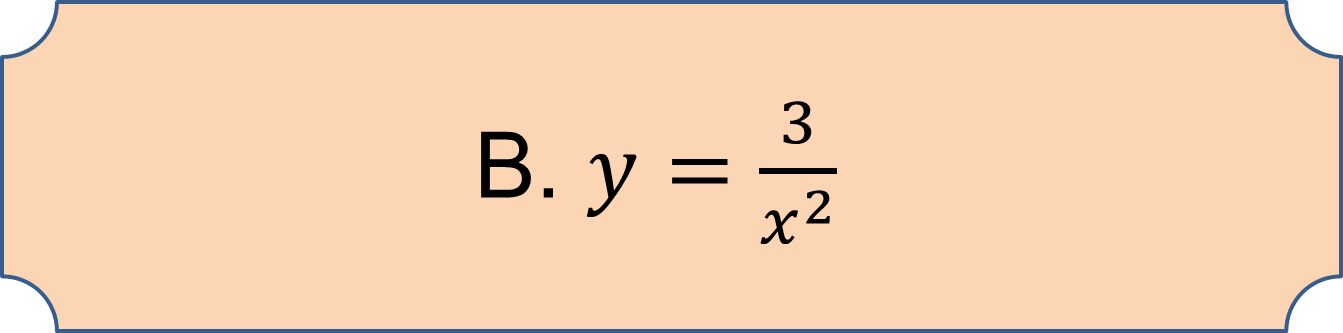 B. y = 3/x²